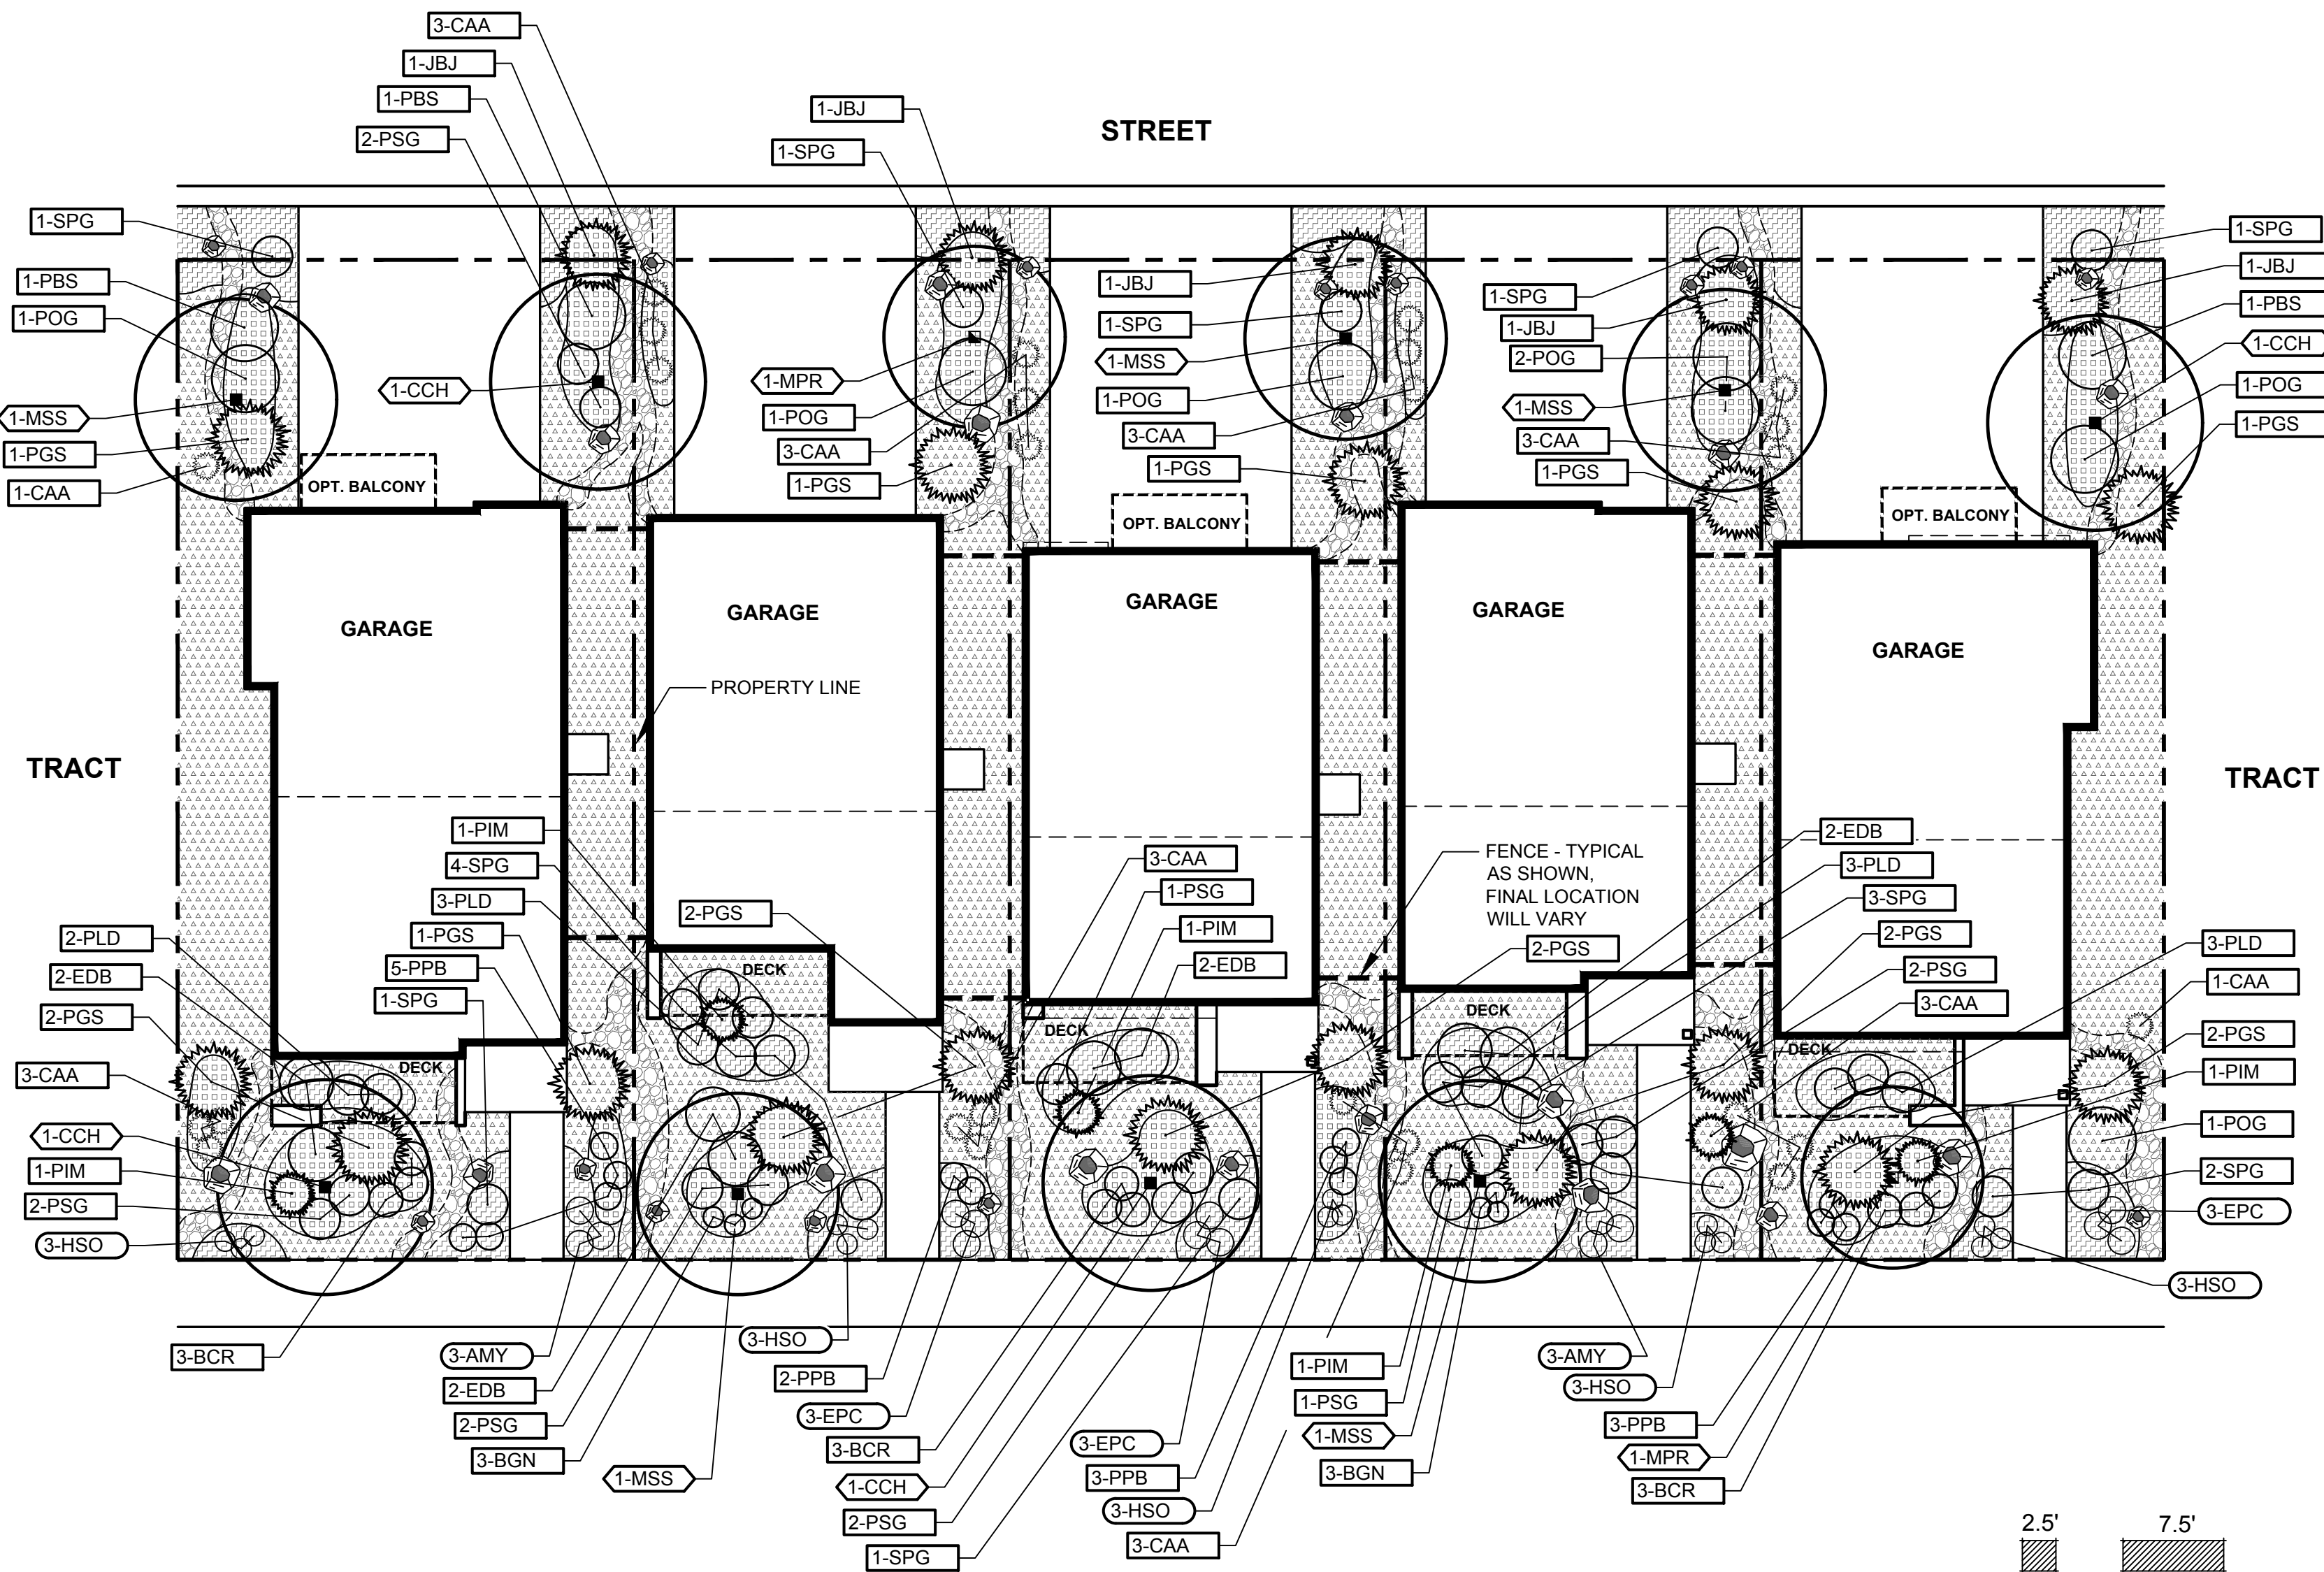 3-CAA
1-JBJ
1-PBS
2-PSG
1-JBJ
1-SPG
STREET
1-SPG
1-PBS
1-POG
1-MSS
1-PGS
1-CAA
1-CCH
1-MPR
1-POG
3-CAA
1-PGS
1-JBJ
1-SPG
1-MSS
1-POG
3-CAA
1-PGS
1-SPG
1-JBJ
2-POG
1-MSS
3-CAA
1-PGS
1-SPG
1-JBJ
1-PBS
1-CCH
1-POG
1-PGS
OPT. BALCONY
OPT. BALCONY
OPT. BALCONY
GARAGE
GARAGE
GARAGE
GARAGE
GARAGE
PROPERTY LINE
TRACT
TRACT
1-PIM
4-SPG
3-PLD
1-PGS
5-PPB
1-SPG
2-PGS
3-CAA
1-PSG
1-PIM
2-EDB
FENCE - TYPICAL
AS SHOWN,
FINAL LOCATION
WILL VARY
2-PGS
2-EDB
3-PLD
3-SPG
2-PGS
2-PSG
3-CAA
2-PLD
2-EDB
2-PGS
3-CAA
1-CCH
1-PIM
2-PSG
3-HSO
DECK
DECK
DECK
DECK
DECK
3-PLD
1-CAA
2-PGS
1-PIM
1-POG
2-SPG
3-EPC
3-HSO
3-BCR
3-AMY
2-EDB
2-PSG
3-BGN
1-MSS
3-HSO
2-PPB
3-EPC
3-BCR
1-CCH
2-PSG
1-SPG
3-EPC
3-PPB
3-HSO
3-CAA
1-PIM
1-PSG
1-MSS
3-BGN
3-AMY
3-HSO
3-PPB
1-MPR
3-BCR
2.5' 7.5'